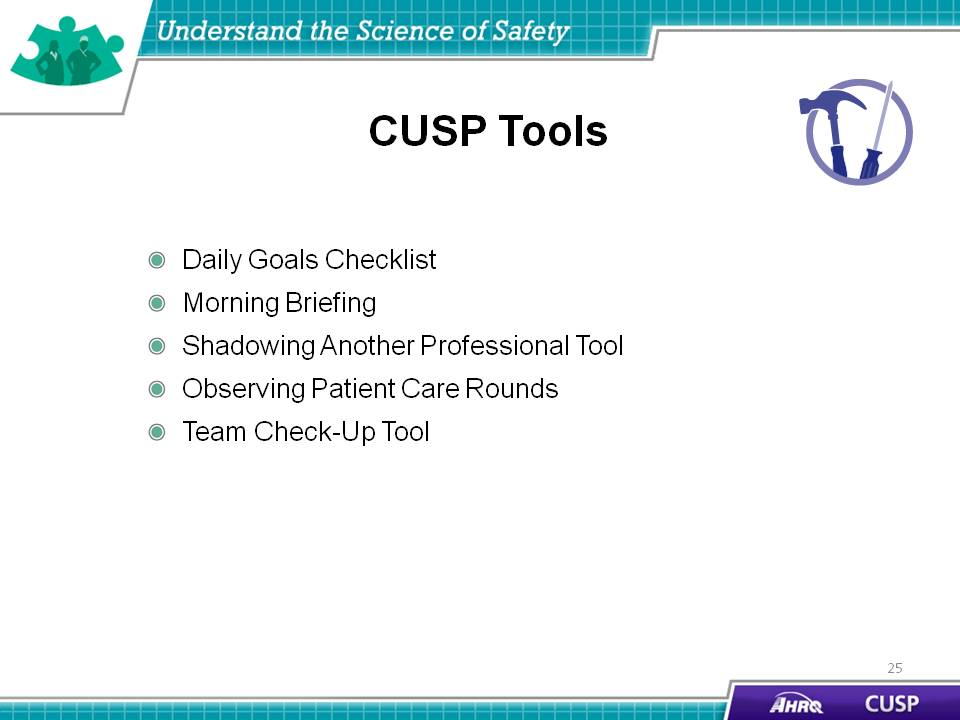 Understand the Science of Safety
CUSP Tools
Daily Goals Checklist
Morning Briefing
Shadowing Another Professional Tool
Observing Patient Care Rounds
Team Check-Up Tool
25
AHRQ CUSP